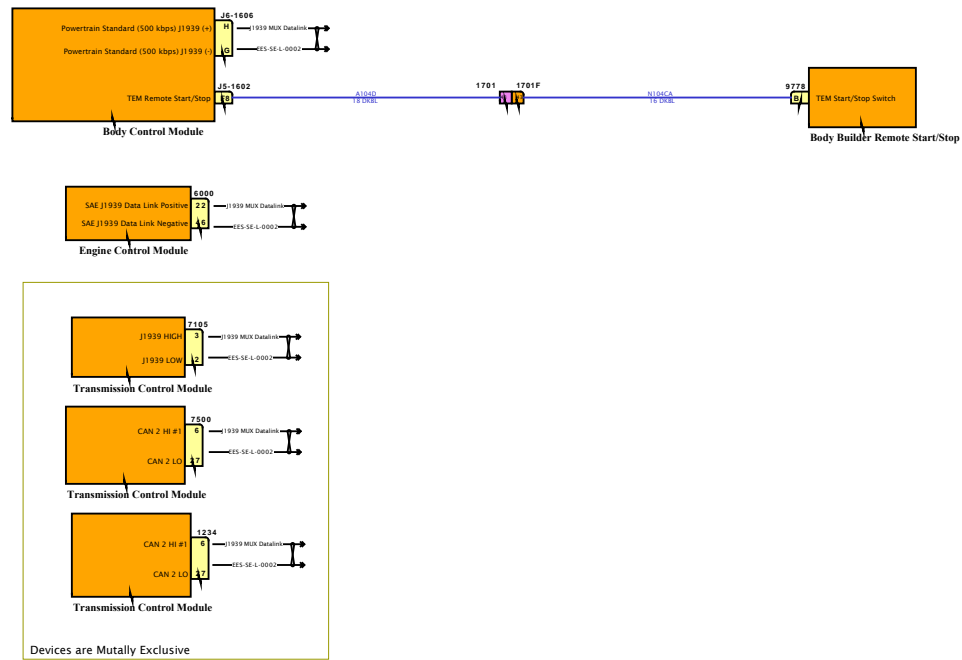 J6-1606
Powertrain Standard (500 kbps) J1939 (+) H J1939 MUX Datalink
Powertrain Standard (500 kbps) J1939 (-) G EES-SE-L-0002
J5-1602 1701 1701F 9778
TEM Remote Start/Stop A104D N104CA B TEM Start/Stop Switch
18 DKBL 16 DKBL
Body Control Module
Body Builder Remote Start/Stop
6000
SAE J1939 Data Link Positive 22 J1939 MUX Datalink
SAE J1939 Data Link Negative EES-SE-L-0002
Engine Control Module
7105
J1939 HIGH 3 J1939 MUX Datalink
J1939 LOW 2 EES-SE-L-0002
Transmission Control Module
7500
CAN 2 HI #1 6 J1939 MUX Datalink
CAN 2 LO EES-SE-L-0002
Transmission Control Module
1234
CAN 2 HI #1 6 J1939 MUX Datalink
CAN 2 LO EES-SE-L-0002
Transmission Control Module
Devices are Mutally Exclusive